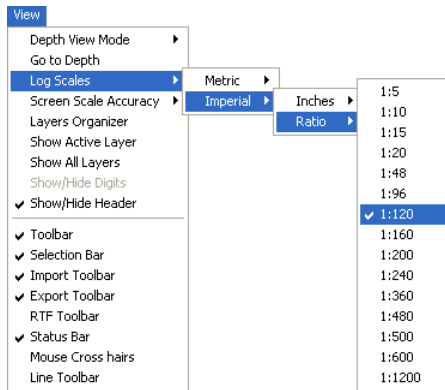 View
Depth View Mode
Go to Depth
Log Scales
Screen Scale Accuracy
Layers Organizer
Show Active Layer
Show All Layers
Show/Hide Digits
Show/Hide Header
Toolbar
Selection Bar
Import Toolbar
Export Toolbar
RTF Toolbar
Status Bar
Mouse Cross hairs
Line Toolbar
Metric
Imperial
Inches
Ratio
1:5
1:10
1:15
1:20
1:48
1:96
1:120
1:160
1:200
1:240
1:360
1:480
1:500
1:600
1:1200